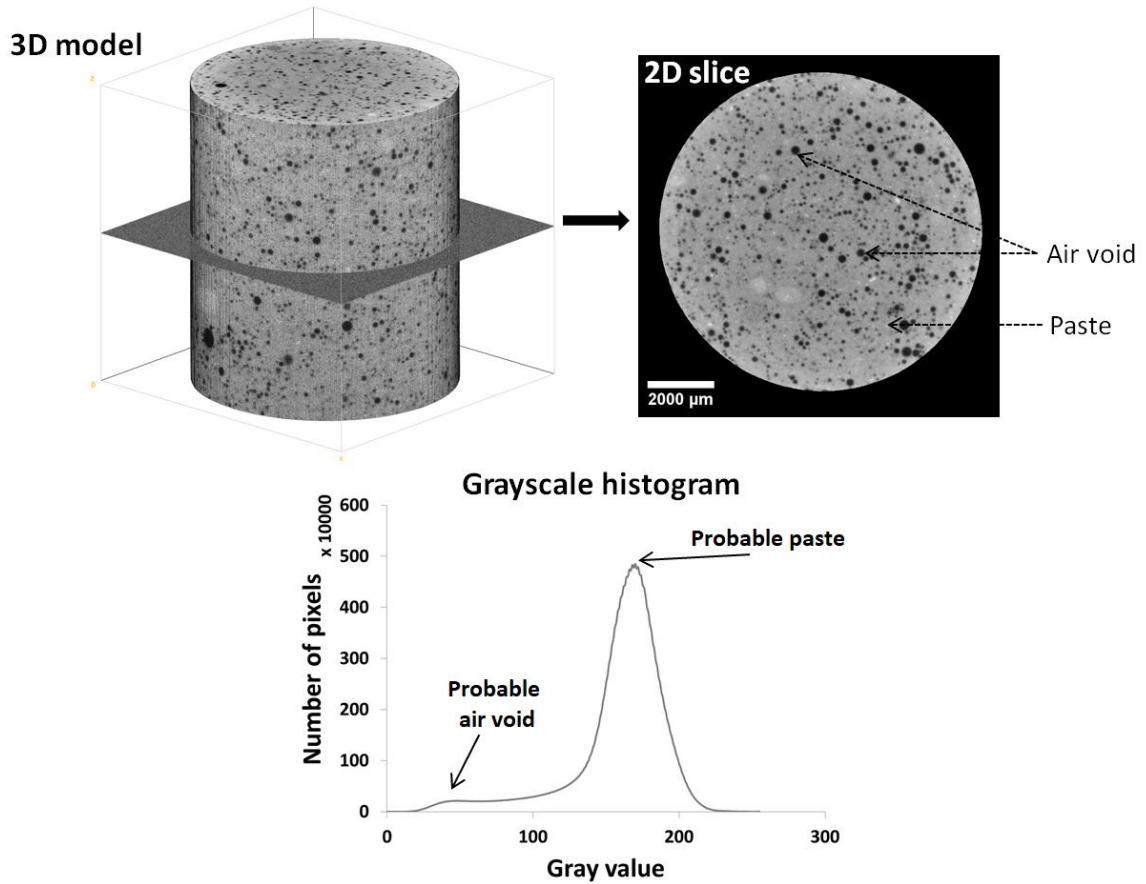 3D model
z
0
x
2D slice
2000 µm
Air void
Paste
Grayscale histogram
x 10000
Number of pixels
600
500
400
300
200
100
0
Probable paste
Probable
air void
0
100
200
300
Gray value